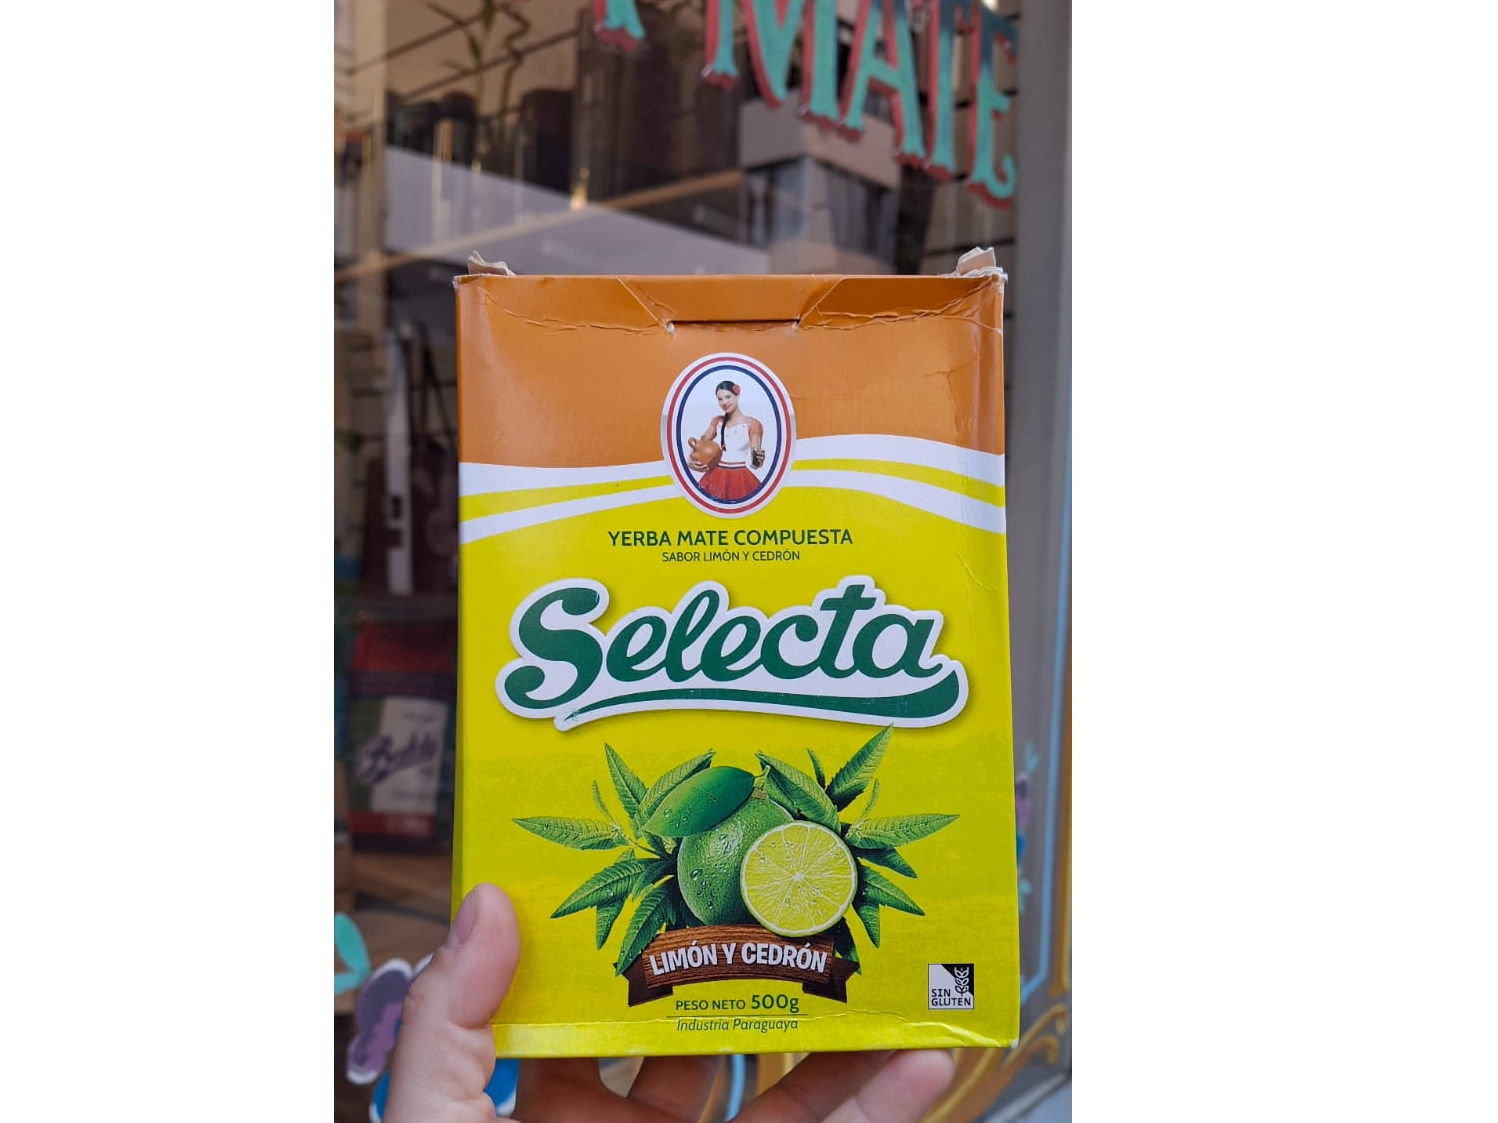 MATE
YERBA MATE COMPUESTA
SABOR LIMÓN Y CEDRÓN
Selecta
LIMÓN Y CEDRÓN
PESO NETO 500g
Industria Paraguaya
SIN
GLUTEN